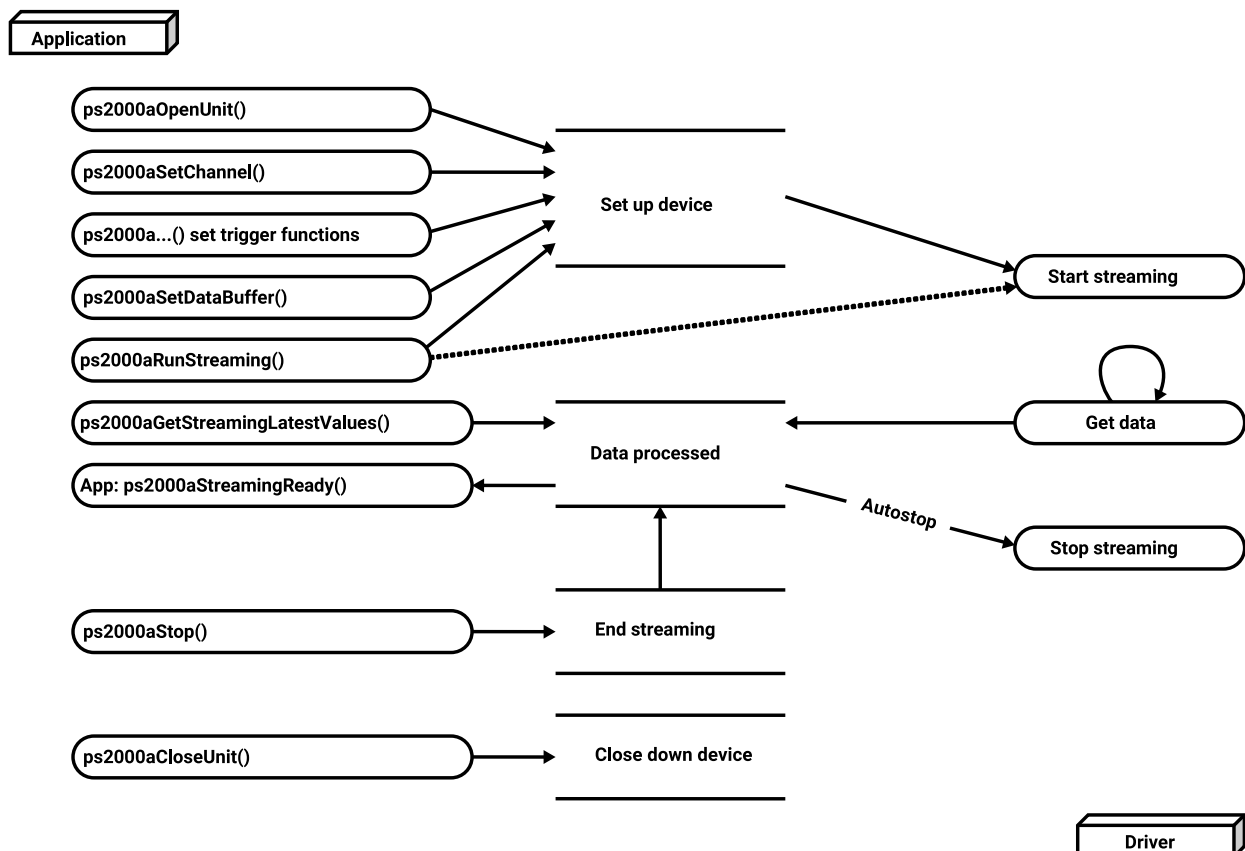 Application
ps2000aOpenUnit()
ps2000aSetChannel()
Set up device
ps2000a...() set trigger functions
Start streaming
ps2000aSetDataBuffer()
ps2000aRunStreaming()
ps2000aGetStreamingLatestValues()
Get data
Data processed
App: ps2000aStreamingReady()
Autostop
Stop streaming
ps2000aStop()
End streaming
ps2000aCloseUnit()
Close down device
Driver